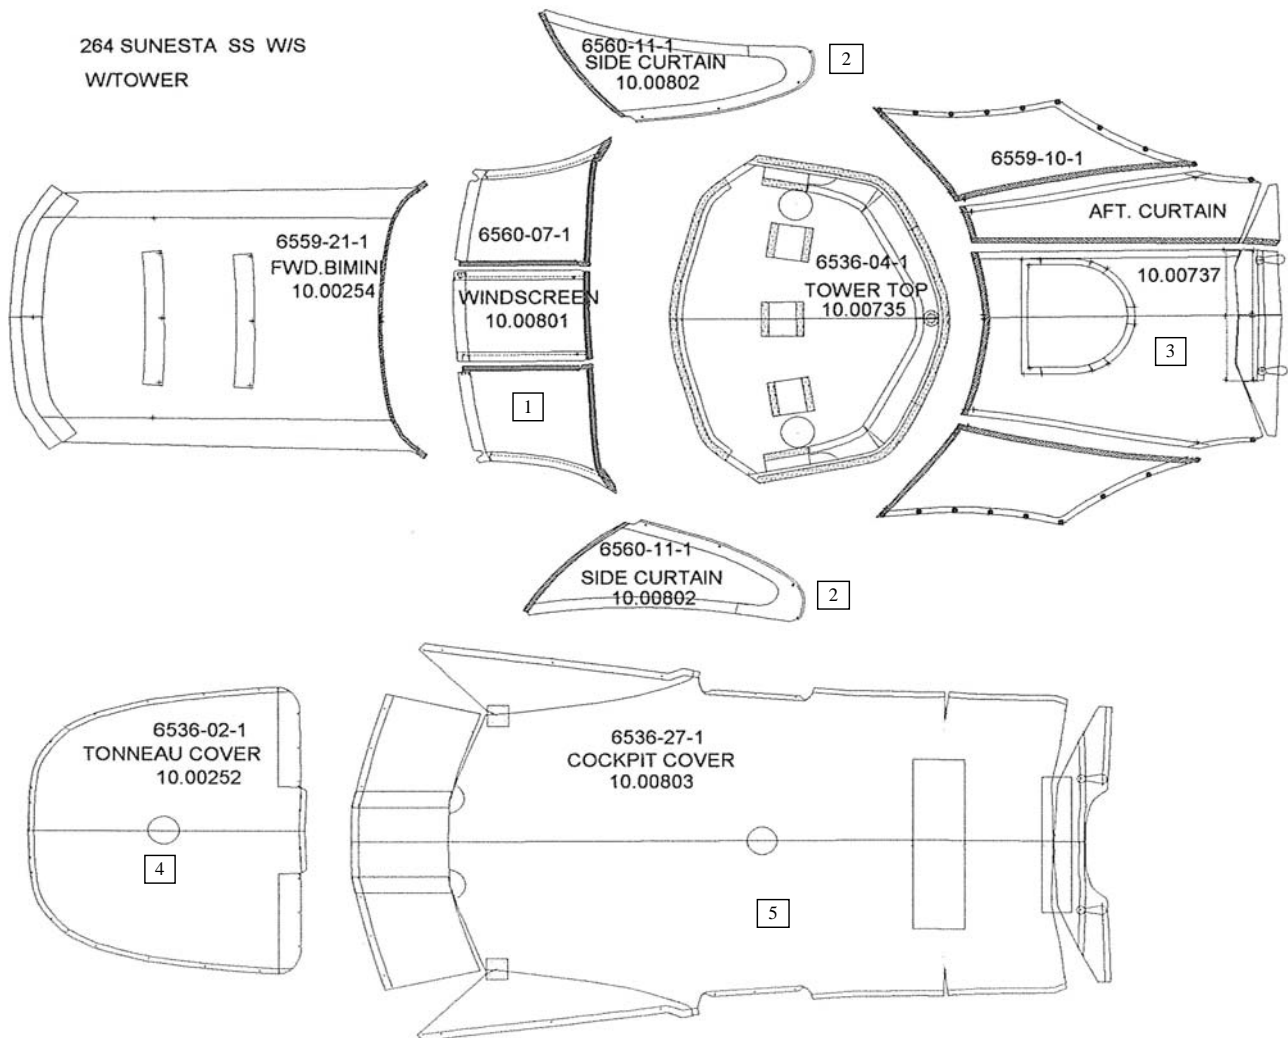 264 SUNESTA SS W/S
W/TOWER
6560-11-1
SIDE CURTAIN
10.00802
2
6559-10-1
AFT. CURTAIN
10.00737
3
6559-21-1
FWD.BIMINI
10.00254
6560-07-1
WINDSCREEN
10.00801
1
6536-04-1
TOWER TOP
10.00735
6560-11-1
SIDE CURTAIN
10.00802
2
6536-02-1
TONNEAU COVER
10.00252
4
6536-27-1
COCKPIT COVER
10.00803
5